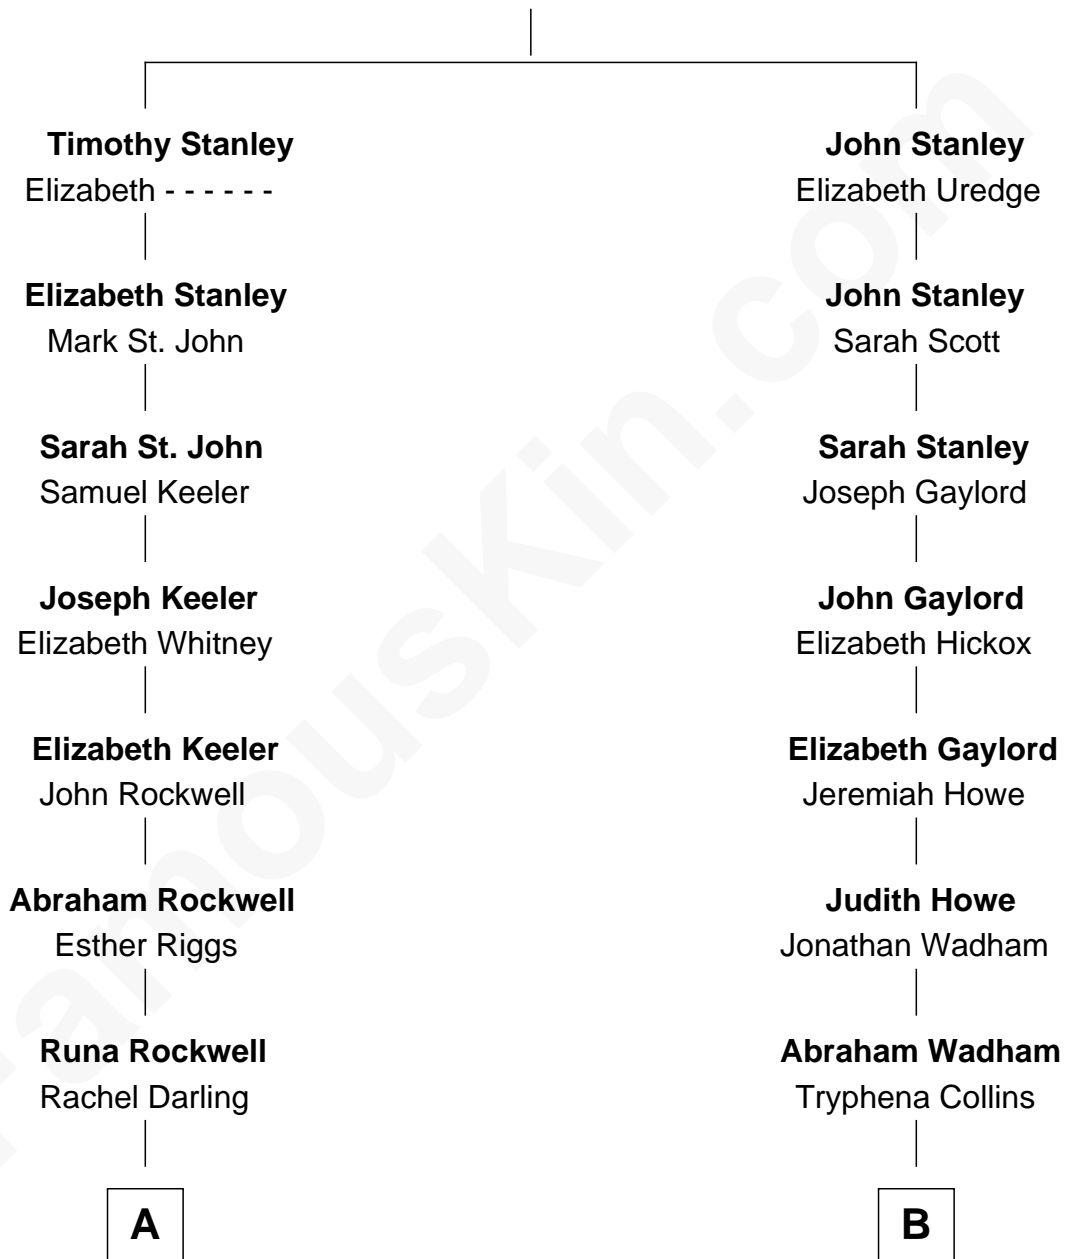 Timothy Stanley
Elizabeth - - - - - -
Elizabeth Stanley
Mark St. John
Sarah St. John
Samuel Keeler
Joseph Keeler
Elizabeth Whitney
Elizabeth Keeler
John Rockwell
Abraham Rockwell
Esther Riggs
Runa Rockwell
Rachel Darling
A
John Stanley
Elizabeth Uredge
John Stanley
Sarah Scott
Sarah Stanley
Joseph Gaylord
John Gaylord
Elizabeth Hickox
Elizabeth Gaylord
Jeremiah Howe
Judith Howe
Jonathan Wadham
Abraham Wadham
Tryphena Collins
B
FamousKin.com